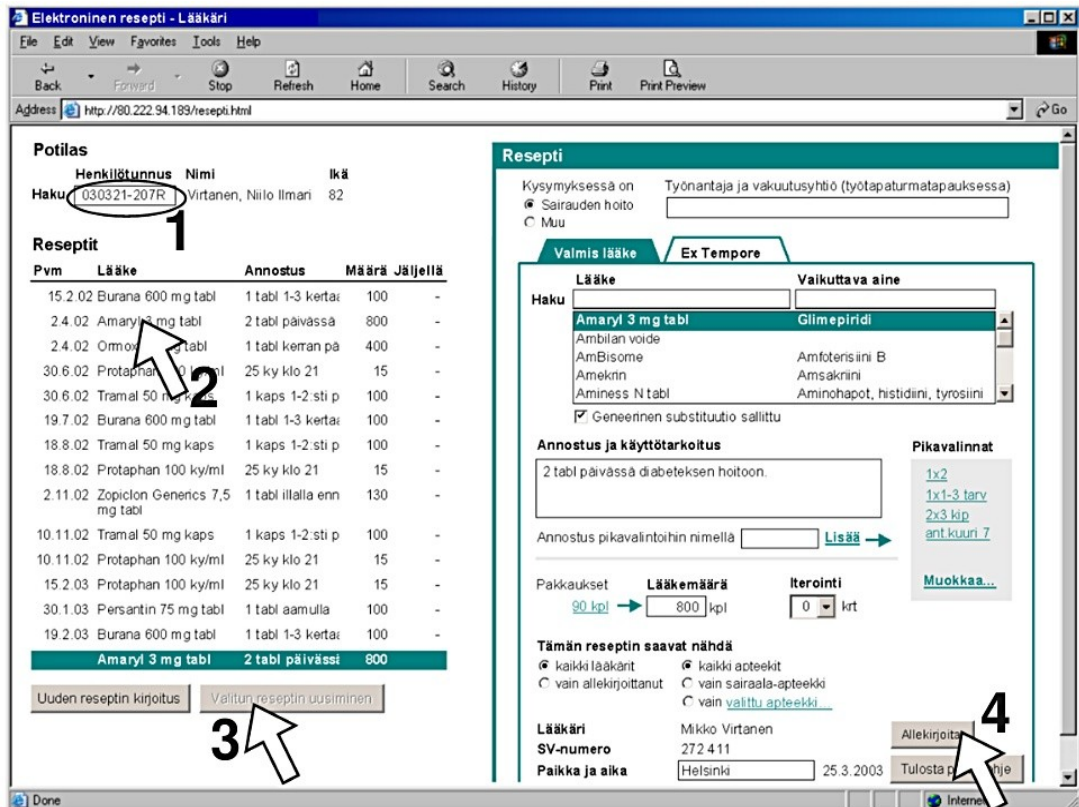 Elektroninen resepti - Lääkäri
File Edit View Favorites Tools Help
Back Forward Stop Refresh Home Search History Print Print Preview
Address http://80.222.94.189/resepti.html Go
Potilas
Henkilötunnus Nimi Ikä
Haku 030321-207R Virtanen, Niilo Ilmari 82
1
Reseptit
Pvm Lääke Annostus Määrä Jäljellä
15.2.02 Burana 600 mg tabl 1 tabl 1-3 kertaa 100 -
2.4.02 Amaryl 3 mg tabl 2 tabl päivässä 800 -
2.4.02 tabl 1 tabl kerran pä 400 -
30.6.02 Protaphan 25 ky klo 21 15 -
2
30.6.02 Tramal 50 mg kaps 1 kaps 1-2:sti p 100 -
19.7.02 Burana 600 mg tabl 1 tabl 1-3 kertaa 100 -
18.8.02 Tramal 50 mg kaps 1 kaps 1-2:sti p 100 -
18.8.02 Protaphan 100 ky/ml 25 ky klo 21 15 -
2.11.02 Zopiclon Generics 7,5 1 tabl illalla enn 130 -
mg tabl
10.11.02 Tramal 50 mg kaps 1 kaps 1-2:sti p 100 -
10.11.02 Protaphan 100 ky/ml 25 ky klo 21 15 -
15.2.03 Protaphan 100 ky/ml 25 ky klo 21 15 -
30.1.03 Persantin 75 mg tabl 1 tabl aamulla 100 -
19.2.03 Burana 600 mg tabl 1 tabl 1-3 kertaa 100 -
Amaryl 3 mg tabl 2 tabl päivässä 800
Uuden reseptin kirjoitus Valitun reseptin uusiminen
3
Resepti
Kysymyksessä on Työnantaja ja vakuutusyhtiö (työtapaturmatapauksessa)
Sairauden hoito
Muu
Valmis lääke Ex Tempore
Lääke Vaikuttava aine
Haku
Amaryl 3 mg tabl Glimepiridi
Ambilan voide
AmBisome Amfoterisiini B
Amekrin Amsakriini
Aminess N tabl Aminohapot, histidiini, tyrosiini
Geneerinen substituutio sallittu
Annostus ja käyttötarkoitus Pikavalinnat
2 tabl päivässä diabeteksen hoitoon.
1x2
1x1-3 tarv
2x3 kip
ant.kuuri 7
Annostus pikavalintoihin nimellä Lisää
Muokkaa...
Pakkaukset Lääkemäärä Iterointi
90 kpl 800 kpl 0 krt
Tämän reseptin saavat nähdä
kaikki lääkärit kaikki apteekit
vain allekirjoittanut vain sairaala-apteekki
vain valittu apteekki...
4
Lääkäri Mikko Virtanen Allekirjoita
SV-numero 272 411
Paikka ja aika Helsinki 25.3.2003 Tulosta
Done